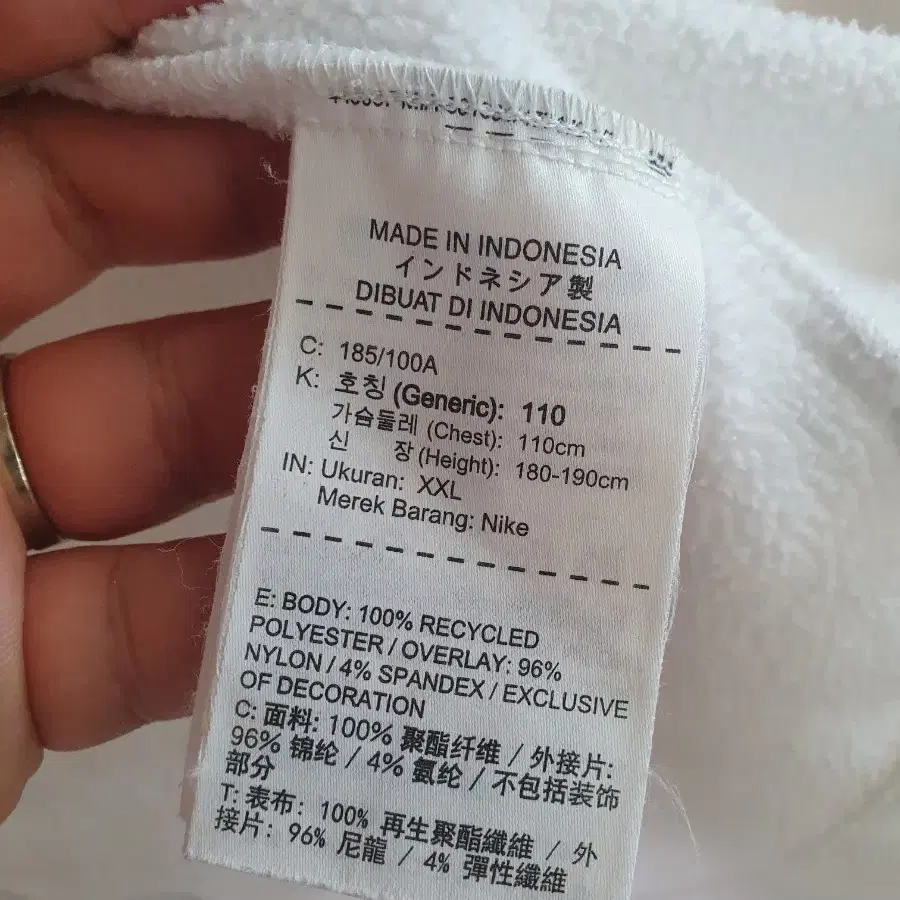 MADE IN INDONESIA
インドネシア製
DIBUAT DI INDONESIA
C: 185/100A
K: 호칭 (Generic): 110
가슴둘레 (Chest): 110cm
신 장 (Height): 180-190cm
IN: Ukuran: XXL
Merek Barang: Nike
E: BODY: 100% RECYCLED
POLYESTER / OVERLAY: 96%
NYLON / 4% SPANDEX / EXCLUSIVE
OF DECORATION
C: 面料: 100% 聚酯纤维 / 外接片:
96% 锦纶 / 4% 氨纶 / 不包括装饰
部分
T: 表布: 100% 再生聚酯纖維 / 外
接片: 96% 尼龍 / 4% 彈性纖維